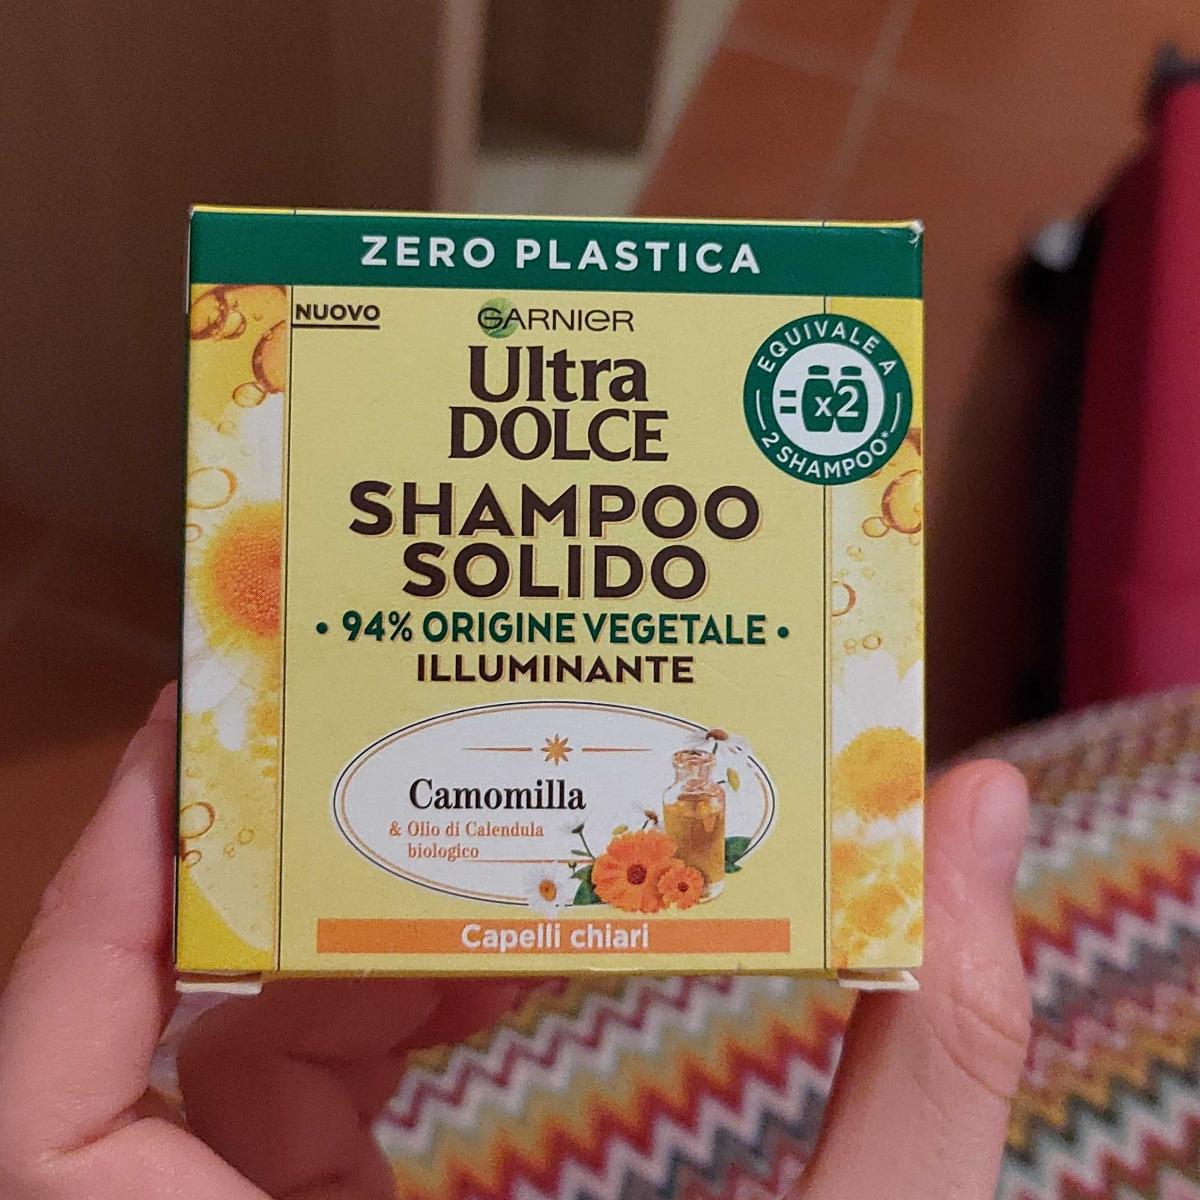 ZERO PLASTICA
NUOVO
GARNIER
Ultra
DOLCE
EQUIVALE A
= x2
2 SHAMPOO*
SHAMPOO
SOLIDO
• 94% ORIGINE VEGETALE •
ILLUMINANTE
Camomilla
& Olio di Calendula
biologico
Capelli chiari